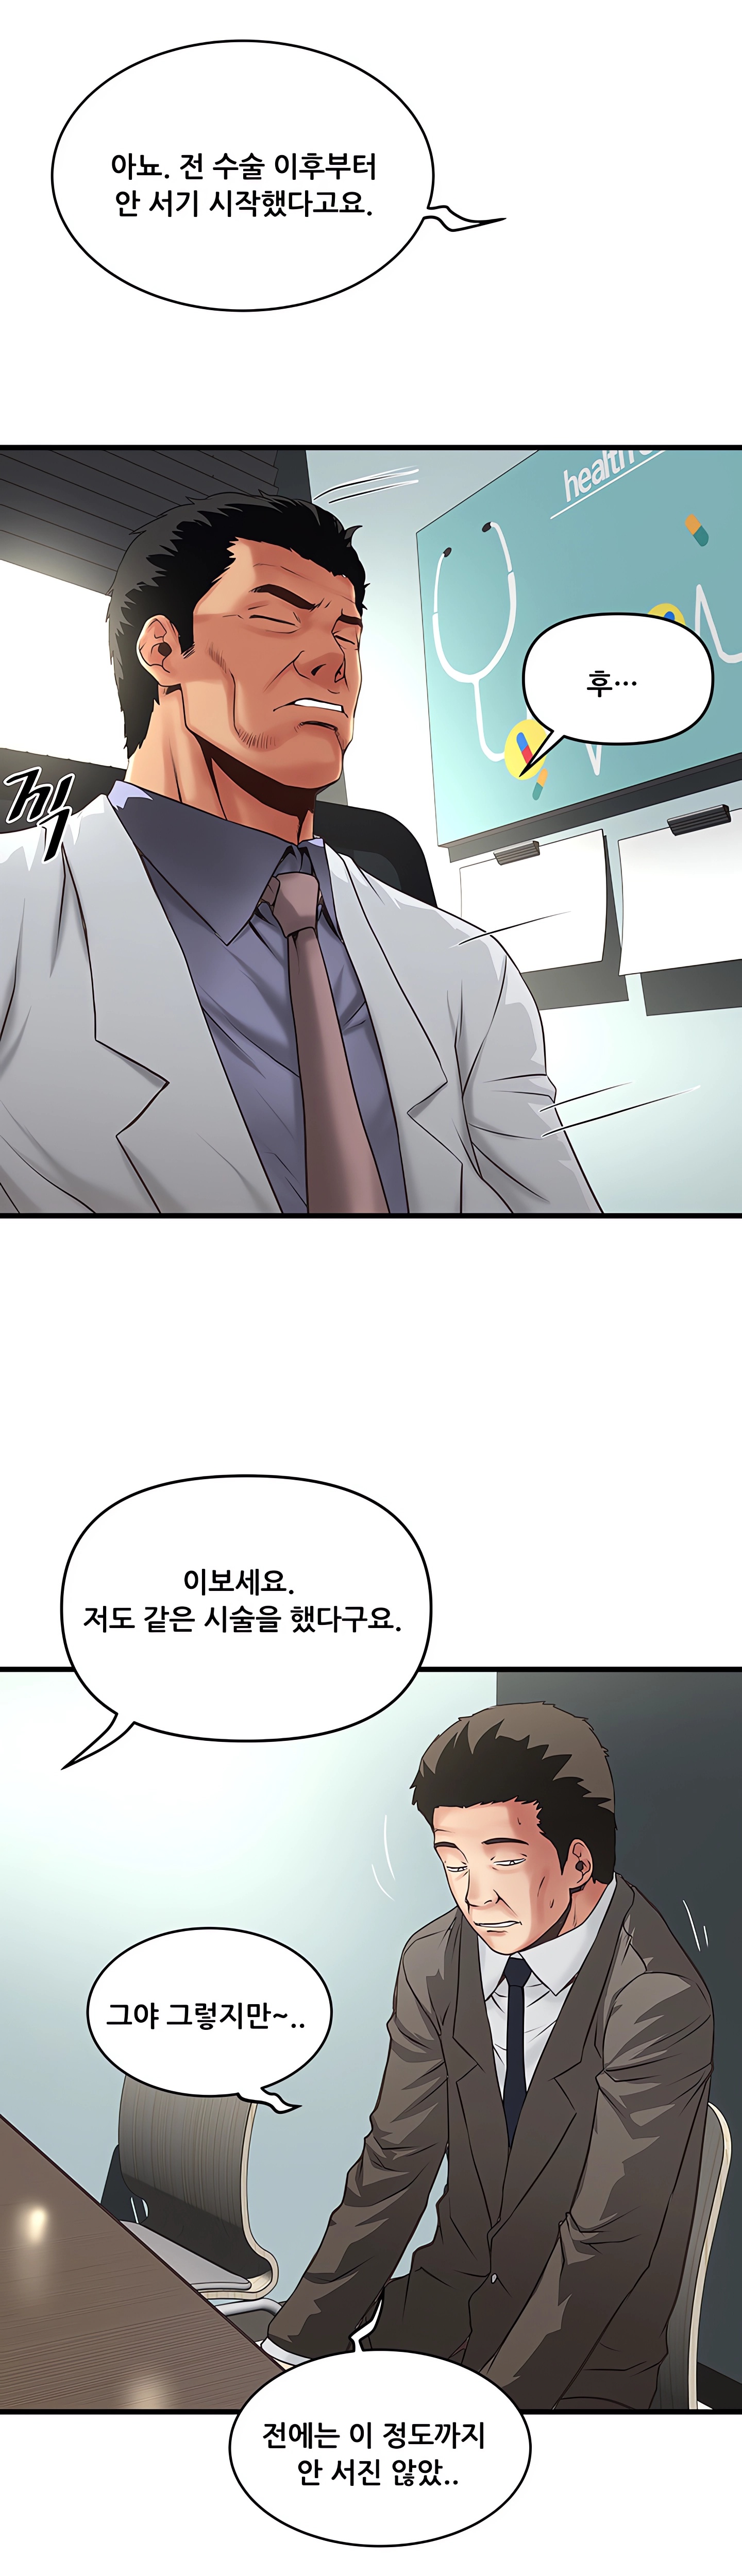 아뇨. 전 수술 이후부터
안 서기 시작했다고요.
health
후…
끼
이보세요.
저도 같은 시술을 했다구요.
그야 그렇지만~..
전에는 이 정도까지
안 서진 않았..